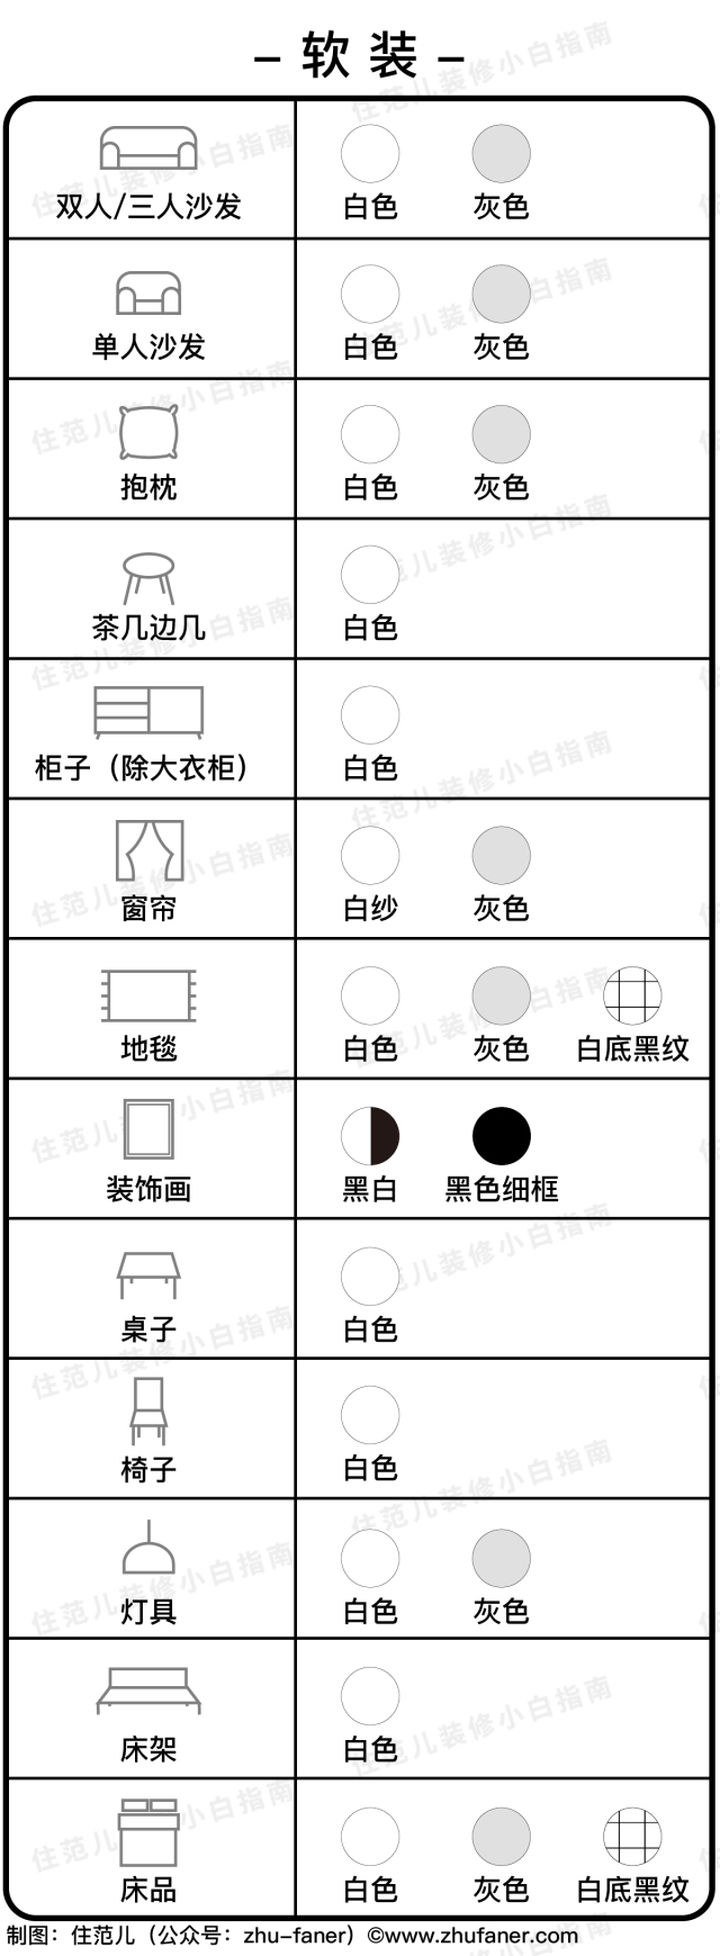 – 软装 –
双人/三人沙发
白色 灰色
单人沙发
白色 灰色
抱枕
白色 灰色
茶几边几
白色
柜子（除大衣柜）
白色
窗帘
白纱 灰色
地毯
白色 灰色 白底黑纹
装饰画
黑白 黑色细框
桌子
白色
椅子
白色
灯具
白色 灰色
床架
白色
床品
白色 灰色 白底黑纹
制图：住范儿（公众号：zhu-faner）©www.zhufaner.com
住范儿装修小白指南